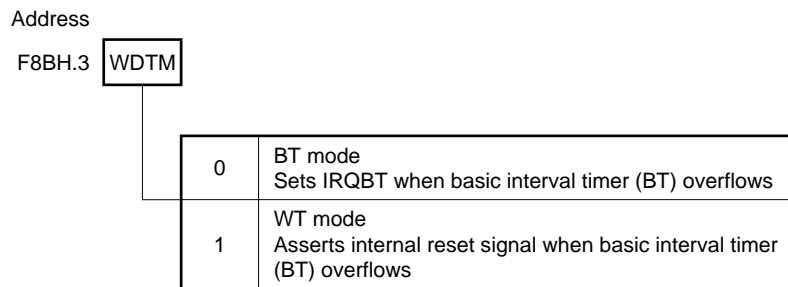 Address
F8BH.3 WDTM
0 BT mode
Sets IRQBT when basic interval timer (BT) overflows
1 WT mode
Asserts internal reset signal when basic interval timer
(BT) overflows